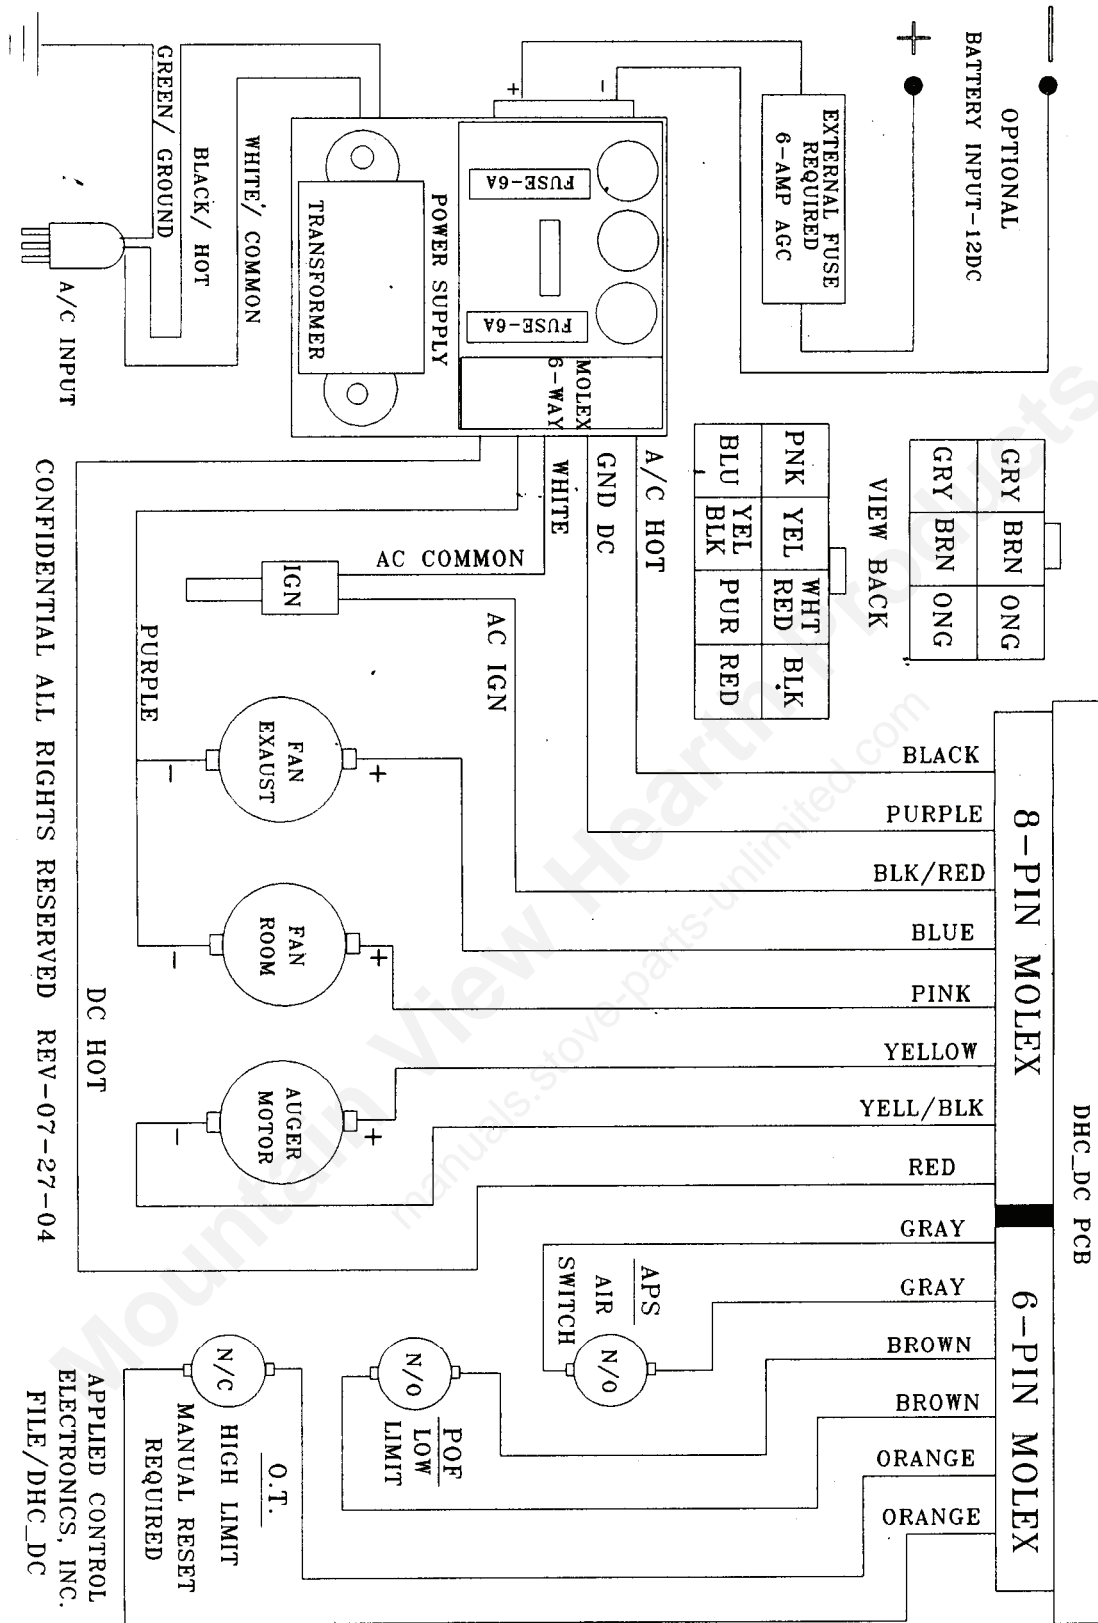 OPTIONAL
BATTERY INPUT-12DC
+
-
EXTERNAL FUSE
REQUIRED
6-AMP AGC
+
-
FUSE-6A
FUSE-6A
POWER SUPPLY
TRANSFORMER
MOLEX
6-WAY
WHITE/ COMMON
BLACK/ HOT
GREEN/ GROUND
A/C INPUT
GRY BRN ONG
GRY BRN ONG
VIEW BACK
PNK YEL WHT RED BLK
BLU YEL BLK PUR RED
A/C HOT
GND DC
WHITE
AC COMMON
AC IGN
IGN
PURPLE
DC HOT
FAN
EXAUST
+
-
FAN
ROOM
+
-
AUGER
MOTOR
+
-
DHC_DC PCB
8-PIN MOLEX
BLACK
PURPLE
BLK/RED
BLUE
PINK
YELLOW
YELL/BLK
RED
6-PIN MOLEX
GRAY
GRAY
BROWN
BROWN
ORANGE
ORANGE
APS
AIR
SWITCH
N/O
POF
LOW
LIMIT
N/O
O.T.
HIGH LIMIT
MANUAL RESET
REQUIRED
N/C
APPLIED CONTROL
ELECTRONICS, INC.
FILE/DHC_DC
CONFIDENTIAL ALL RIGHTS RESERVED REV-07-27-04
Mountain View Hearth Products
manuals.stove-parts-unlimited.com